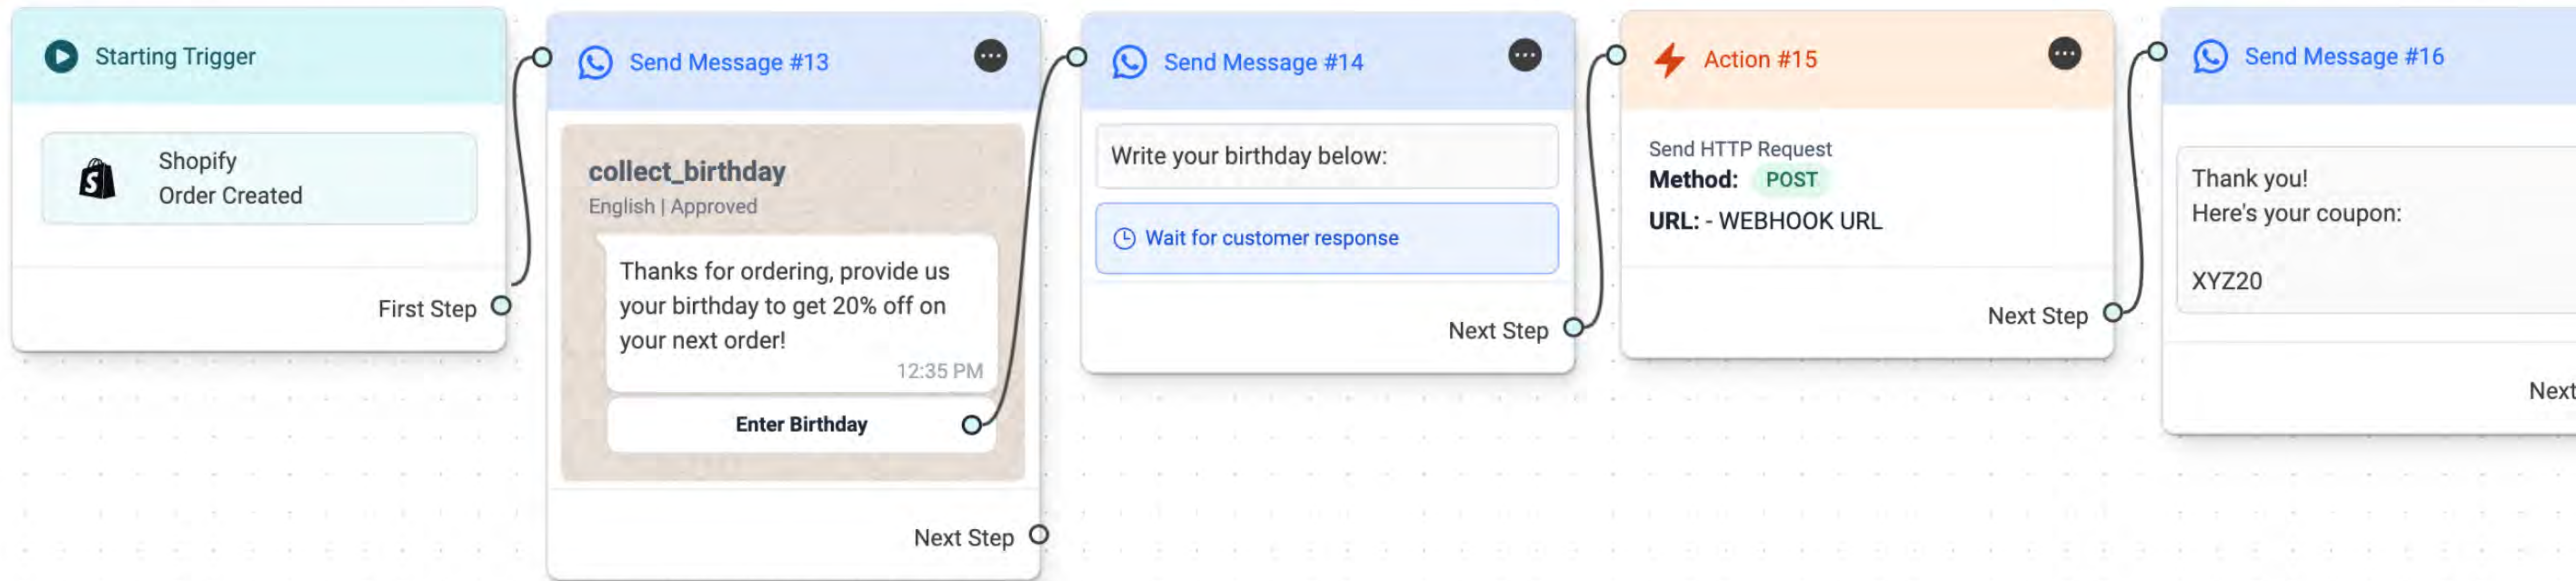 Starting Trigger
Shopify
Order Created
First Step
Send Message #13
collect_birthday
English | Approved
Thanks for ordering, provide us
your birthday to get 20% off on
your next order!
12:35 PM
Enter Birthday
Next Step
Send Message #14
Write your birthday below:
Wait for customer response
Next Step
Action #15
Send HTTP Request
Method: POST
URL: - WEBHOOK URL
Next Step
Send Message #16
Thank you!
Here's your coupon:
XYZ20
Next